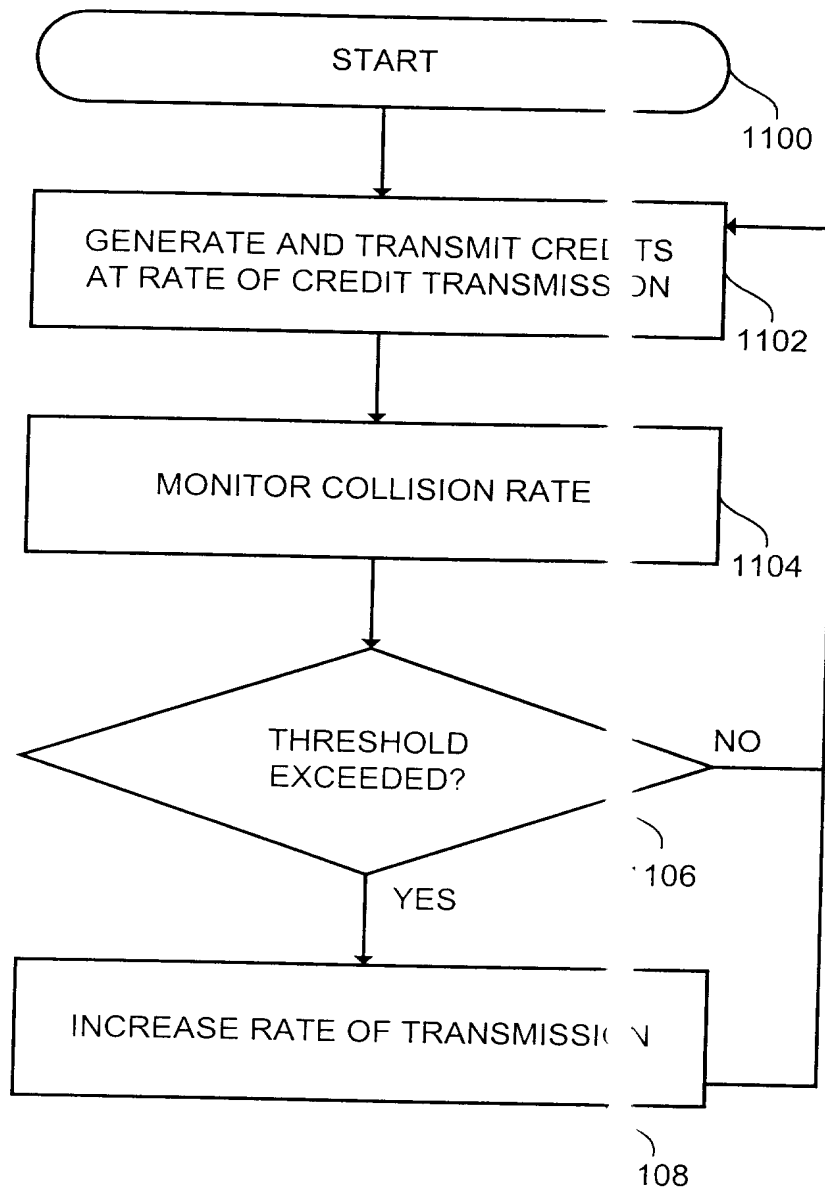 START
1100
GENERATE AND TRANSMIT CREDITS
AT RATE OF CREDIT TRANSMISSION
1102
MONITOR COLLISION RATE
1104
THRESHOLD
EXCEEDED?
NO
1106
YES
INCREASE RATE OF TRANSMISSION
108